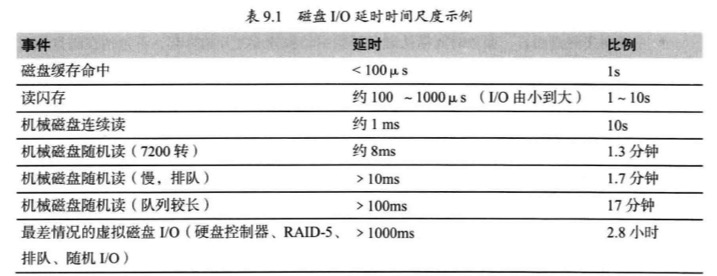 表 9.1 磁盘 I/O 延时时间尺度示例
事件 延时 比例
磁盘缓存命中 < 100μs 1s
读闪存 约 100 ~1000μs （I/O 由小到大） 1 ~ 10s
机械磁盘连续读 约 1 ms 10s
机械磁盘随机读（7200 转） 约 8ms 1.3 分钟
机械磁盘随机读（慢，排队） > 10ms 1.7 分钟
机械磁盘随机读（队列较长） > 100ms 17 分钟
最差情况的虚拟磁盘 I/O（硬盘控制器、RAID-5、 > 1000ms 2.8 小时
排队、随机 I/O）